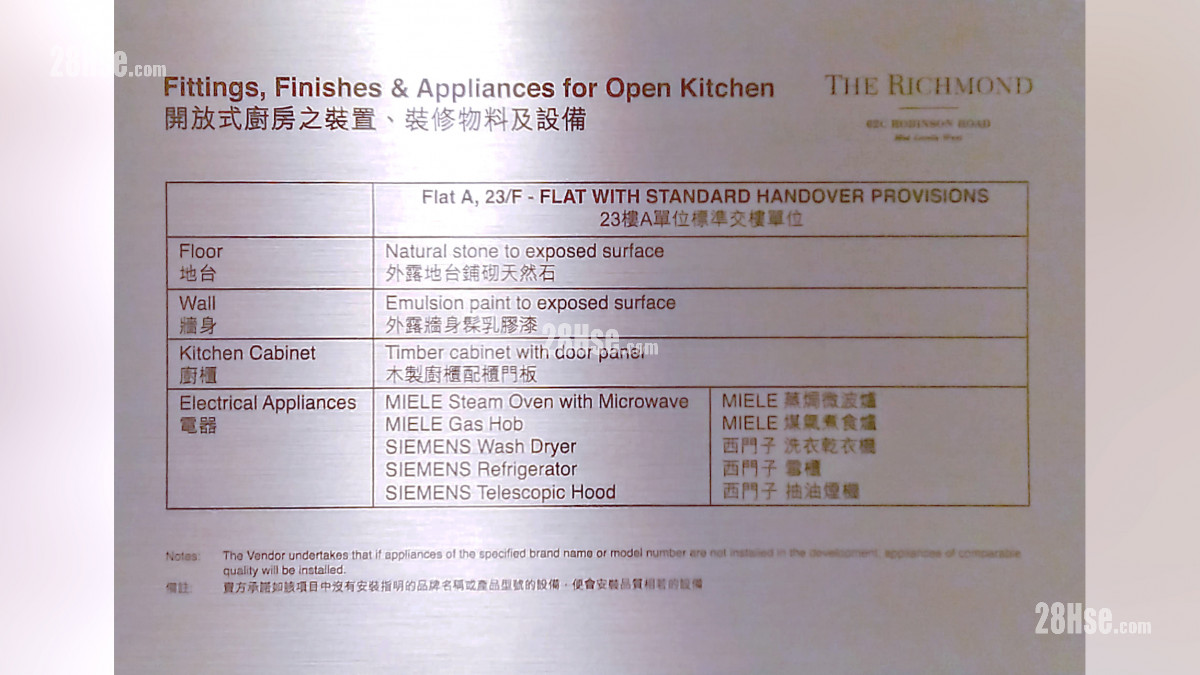 28Hse.com
Fittings, Finishes & Appliances for Open Kitchen
開放式廚房之裝置、裝修物料及設備
THE RICHMOND
62C ROBINSON ROAD
Mid-Levels West
Flat A, 23/F - FLAT WITH STANDARD HANDOVER PROVISIONS
23樓A單位標準交樓單位
Floor
地台
Natural stone to exposed surface
外露地台鋪砌天然石
Wall
牆身
Emulsion paint to exposed surface
外露牆身髹乳膠漆
28Hse.com
Kitchen Cabinet
廚櫃
Timber cabinet with door panel
木製廚櫃配櫃門板
Electrical Appliances
電器
MIELE Steam Oven with Microwave
MIELE Gas Hob
SIEMENS Wash Dryer
SIEMENS Refrigerator
SIEMENS Telescopic Hood
MIELE 蒸焗微波爐
MIELE 煤氣煮食爐
西門子 洗衣乾衣機
西門子 雪櫃
西門子 抽油煙機
Notes: The Vendor undertakes that if appliances of the specified brand name or model number are not installed in the development, appliances of comparable
quality will be installed.
備註: 賣方承諾如該項目中沒有安裝指明的品牌名稱或產品型號的設備，便會安裝品質相若的設備
28Hse.com